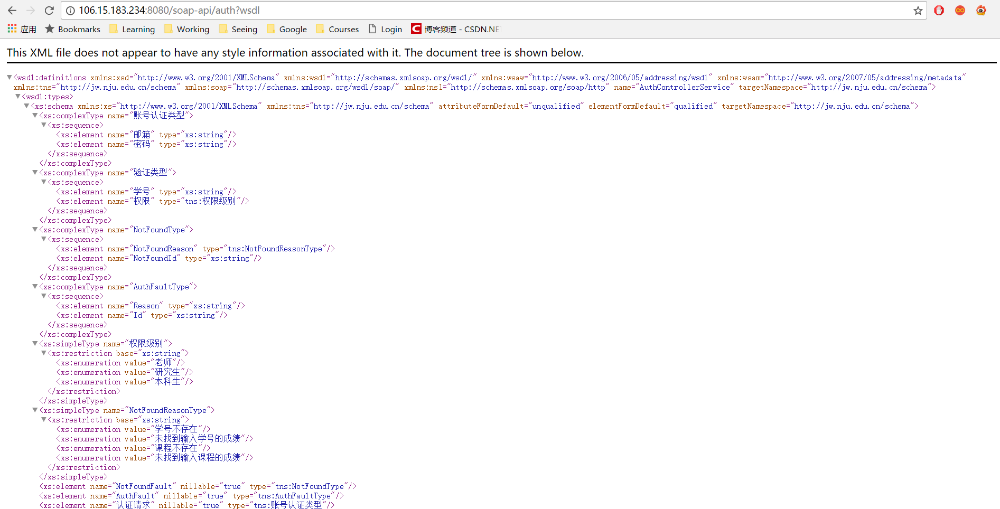 106.15.183.234:8080/soap-api/auth?wsdl
应用 Bookmarks Learning Working Seeing Google Courses Login 博客频道 - CSDN.NE
This XML file does not appear to have any style information associated with it. The document tree is shown below.
▼<wsdl:definitions xmlns:xsd="http://www.w3.org/2001/XMLSchema" xmlns:wsdl="http://schemas.xmlsoap.org/wsdl/" xmlns:wsaw="http://www.w3.org/2006/05/addressing/wsdl" xmlns:wsam="http://www.w3.org/2007/05/addressing/metadata"
xmlns:tns="http://jw.nju.edu.cn/schema" xmlns:soap="http://schemas.xmlsoap.org/wsdl/soap/" xmlns:ns1="http://schemas.xmlsoap.org/soap/http" name="AuthControllerService" targetNamespace="http://jw.nju.edu.cn/schema">
▼<wsdl:types>
▼<xs:schema xmlns:xs="http://www.w3.org/2001/XMLSchema" xmlns:tns="http://jw.nju.edu.cn/schema" attributeFormDefault="unqualified" elementFormDefault="qualified" targetNamespace="http://jw.nju.edu.cn/schema">
▼<xs:complexType name="账号认证类型">
▼<xs:sequence>
<xs:element name="邮箱" type="xs:string"/>
<xs:element name="密码" type="xs:string"/>
</xs:sequence>
</xs:complexType>
▼<xs:complexType name="验证类型">
▼<xs:sequence>
<xs:element name="学号" type="xs:string"/>
<xs:element name="权限" type="tns:权限级别"/>
</xs:sequence>
</xs:complexType>
▼<xs:complexType name="NotFoundType">
▼<xs:sequence>
<xs:element name="NotFoundReason" type="tns:NotFoundReasonType"/>
<xs:element name="NotFoundId" type="xs:string"/>
</xs:sequence>
</xs:complexType>
▼<xs:complexType name="AuthFaultType">
▼<xs:sequence>
<xs:element name="Reason" type="xs:string"/>
<xs:element name="Id" type="xs:string"/>
</xs:sequence>
</xs:complexType>
▼<xs:simpleType name="权限级别">
▼<xs:restriction base="xs:string">
<xs:enumeration value="老师"/>
<xs:enumeration value="研究生"/>
<xs:enumeration value="本科生"/>
</xs:restriction>
</xs:simpleType>
▼<xs:simpleType name="NotFoundReasonType">
▼<xs:restriction base="xs:string">
<xs:enumeration value="学号不存在"/>
<xs:enumeration value="未找到输入学号的成绩"/>
<xs:enumeration value="课程不存在"/>
<xs:enumeration value="未找到输入课程的成绩"/>
</xs:restriction>
</xs:simpleType>
<xs:element name="NotFoundFault" nillable="true" type="tns:NotFoundType"/>
<xs:element name="AuthFault" nillable="true" type="tns:AuthFaultType"/>
<xs:element name="认证请求" nillable="true" type="tns:账号认证类型"/>